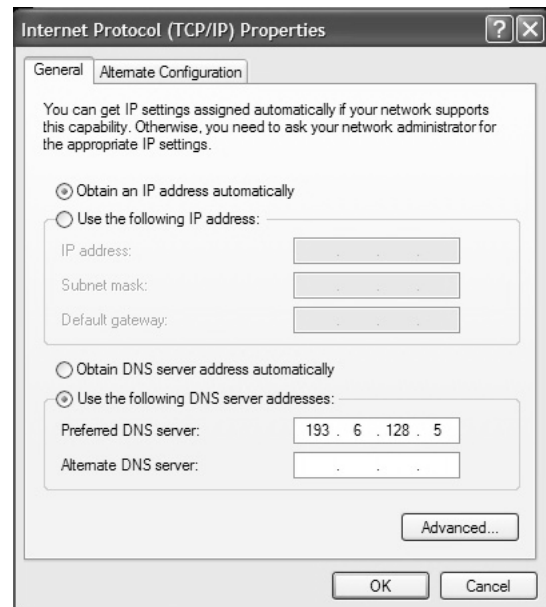 Internet Protocol (TCP/IP) Properties
General
Alternate Configuration
You can get IP settings assigned automatically if your network supports
this capability. Otherwise, you need to ask your network administrator for
the appropriate IP settings.
Obtain an IP address automatically
Use the following IP address:
IP address:
Subnet mask:
Default gateway:
Obtain DNS server address automatically
Use the following DNS server addresses:
Preferred DNS server: 193 . 6 . 128 . 5
Alternate DNS server: . . .
Advanced...
OK
Cancel